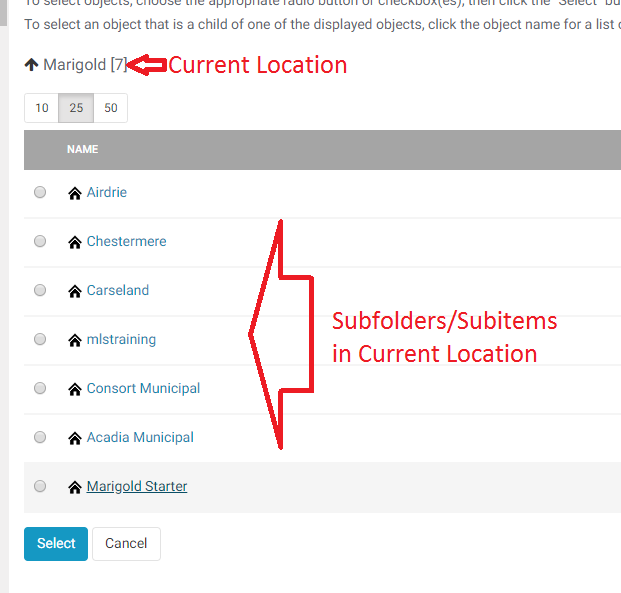 To select objects, choose the appropriate radio button or checkbox(es), then click the "Select" bu
To select an object that is a child of one of the displayed objects, click the object name for a list o
Marigold [7]
Current Location
10 25 50
NAME
Airdrie
Chestermere
Carseland
mlstraining
Consort Municipal
Acadia Municipal
Marigold Starter
Subfolders/Subitems
in Current Location
Select Cancel